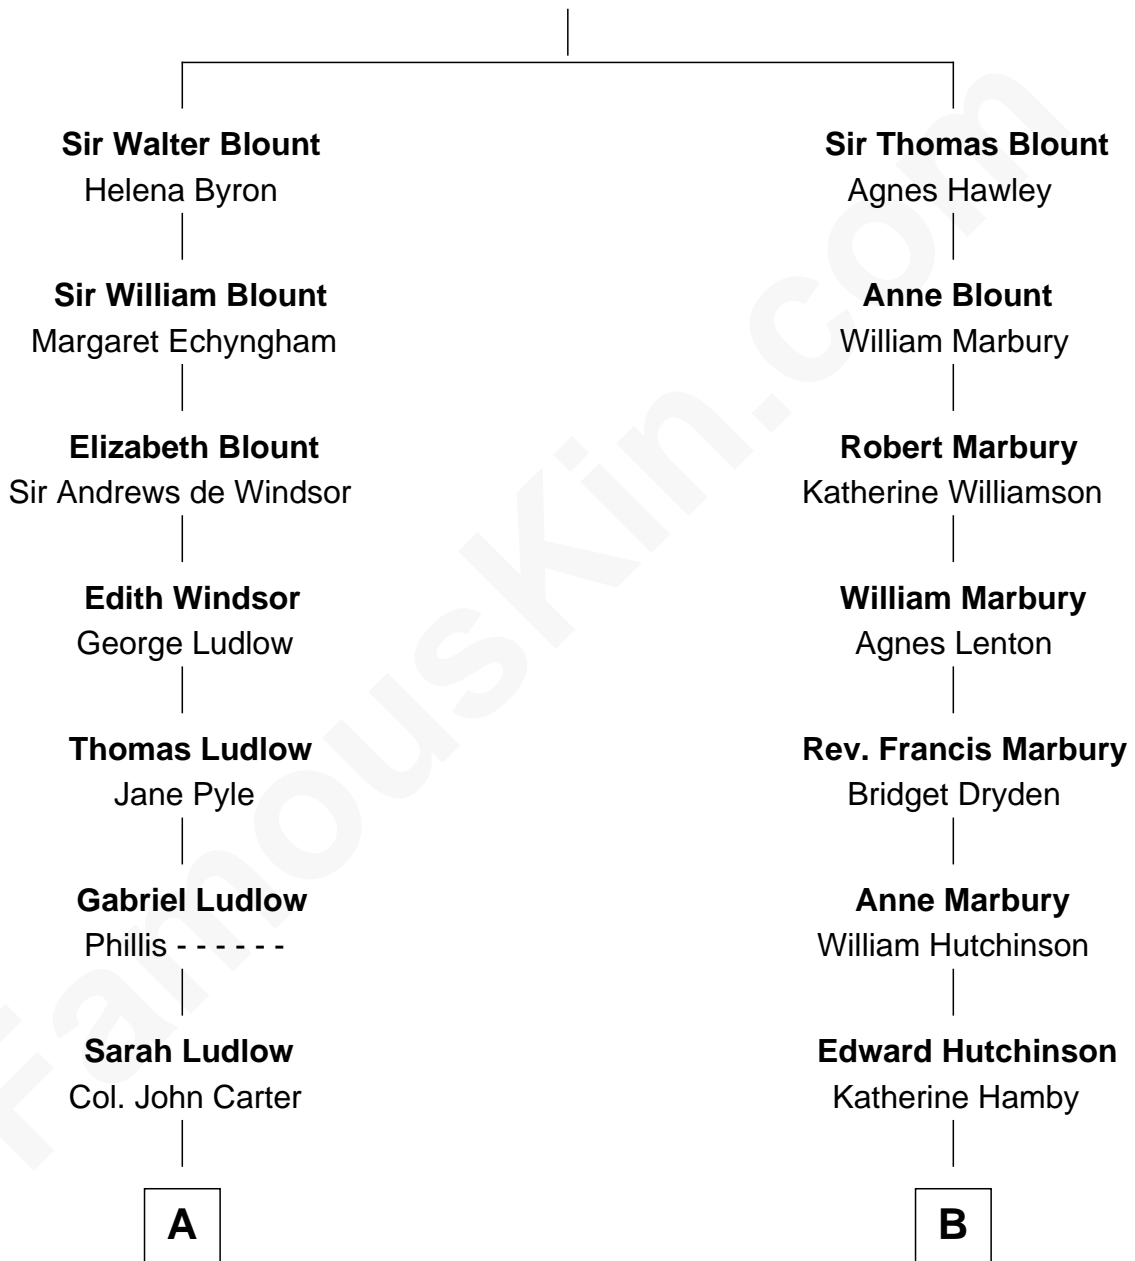 Sir Walter Blount
Helena Byron
Sir William Blount
Margaret Echyngham
Elizabeth Blount
Sir Andrews de Windsor
Edith Windsor
George Ludlow
Thomas Ludlow
Jane Pyle
Gabriel Ludlow
Phillis - - - - - -
Sarah Ludlow
Col. John Carter
A
Sir Thomas Blount
Agnes Hawley
Anne Blount
William Marbury
Robert Marbury
Katherine Williamson
William Marbury
Agnes Lenton
Rev. Francis Marbury
Bridget Dryden
Anne Marbury
William Hutchinson
Edward Hutchinson
Katherine Hamby
B
FamousKin.com